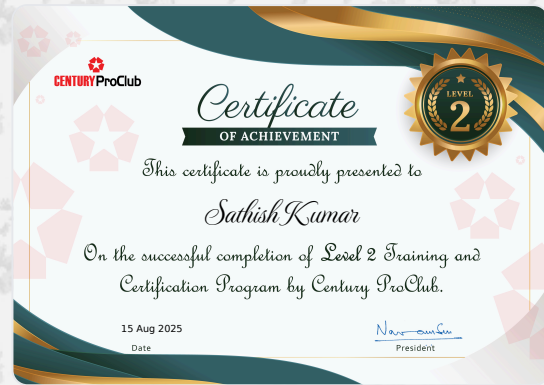 CENTURY ProClub
LEVEL
2
Certificate
OF ACHIEVEMENT
This certificate is proudly presented to
Sathish Kumar
On the successful completion of Level 2 Training and
Certification Program by Century ProClub.
15 Aug 2025
Date
President